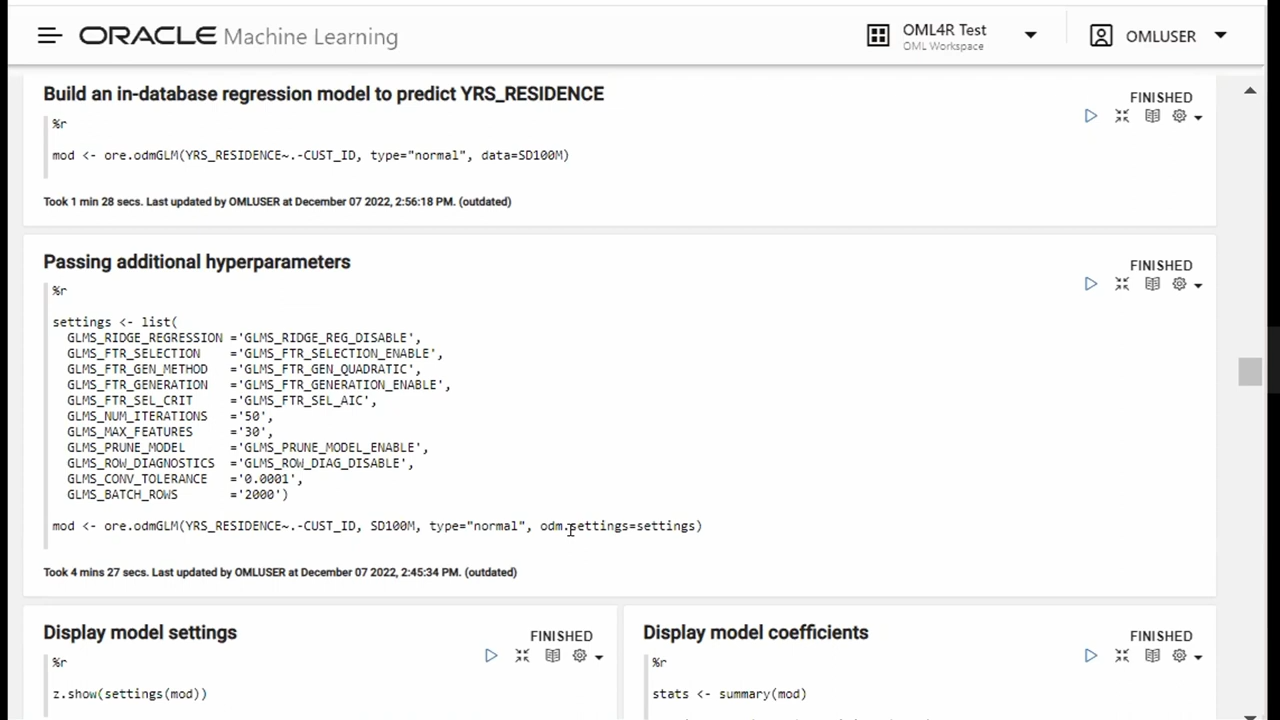 ORACLE Machine Learning
OML4R Test
OML Workspace
OMLUSER
Build an in-database regression model to predict YRS_RESIDENCE
FINISHED
%r
mod <- ore.odmGLM(YRS_RESIDENCE~.-CUST_ID, type="normal", data=SD100M)
Took 1 min 28 secs. Last updated by OMLUSER at December 07 2022, 2:56:18 PM. (outdated)
Passing additional hyperparameters
FINISHED
%r
settings <- list(
GLMS_RIDGE_REGRESSION ='GLMS_RIDGE_REG_DISABLE',
GLMS_FTR_SELECTION ='GLMS_FTR_SELECTION_ENABLE',
GLMS_FTR_GEN_METHOD ='GLMS_FTR_GEN_QUADRATIC',
GLMS_FTR_GENERATION ='GLMS_FTR_GENERATION_ENABLE',
GLMS_FTR_SEL_CRIT ='GLMS_FTR_SEL_AIC',
GLMS_NUM_ITERATIONS ='50',
GLMS_MAX_FEATURES ='30',
GLMS_PRUNE_MODEL ='GLMS_PRUNE_MODEL_ENABLE',
GLMS_ROW_DIAGNOSTICS ='GLMS_ROW_DIAG_DISABLE',
GLMS_CONV_TOLERANCE ='0.0001',
GLMS_BATCH_ROWS ='2000')
mod <- ore.odmGLM(YRS_RESIDENCE~.-CUST_ID, SD100M, type="normal", odm.settings=settings)
Took 4 mins 27 secs. Last updated by OMLUSER at December 07 2022, 2:45:34 PM. (outdated)
Display model settings
FINISHED
%r
z.show(settings(mod))
Display model coefficients
FINISHED
%r
stats <- summary(mod)